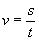 v = s/t